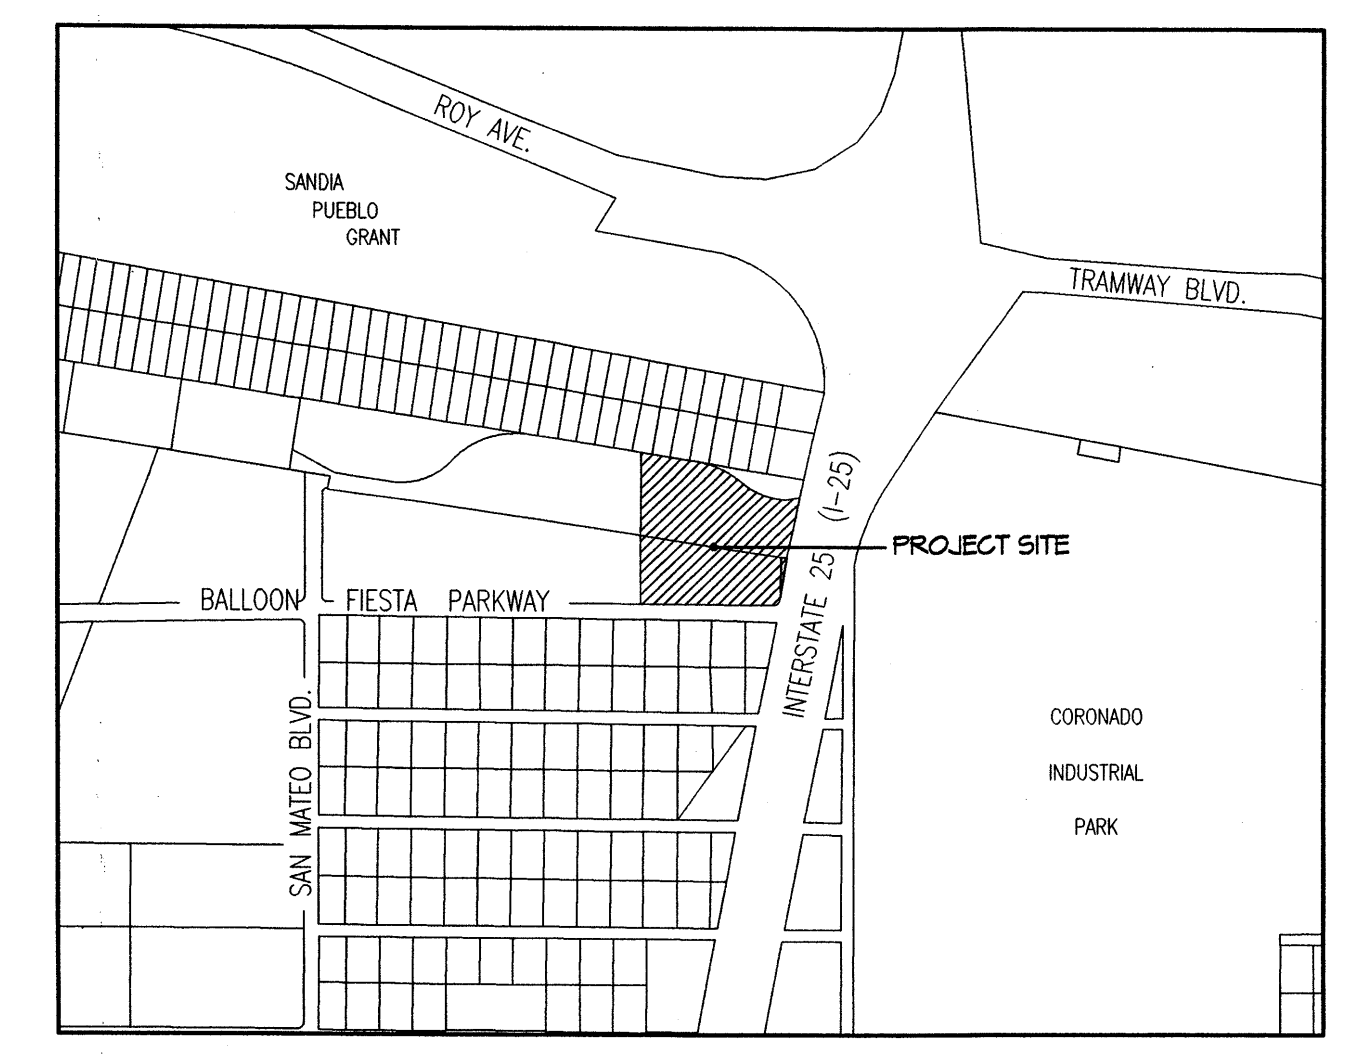 ROY AVE.
SANDIA
PUEBLO
GRANT
TRAMWAY BLVD.
INTERSTATE 25 (I-25)
PROJECT SITE
BALLOON FIESTA PARKWAY
SAN MATEO BLVD.
CORONADO
INDUSTRIAL
PARK